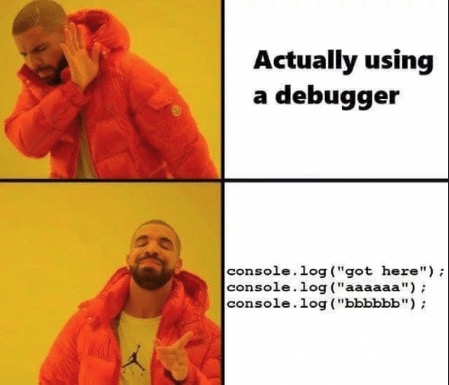 Actually using
a debugger
console.log("got here");
console.log("aaaaaa");
console.log("bbbbbb");